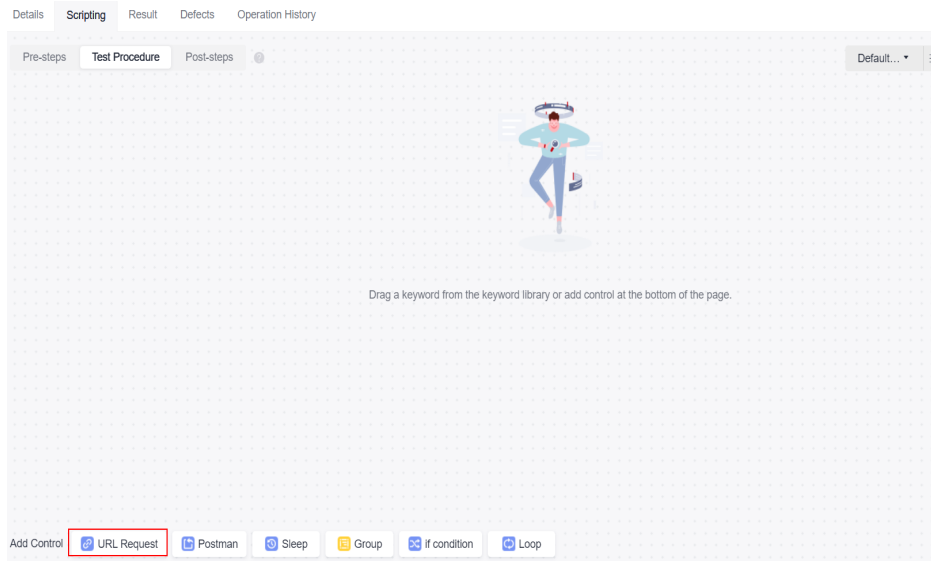 Details Scripting Result Defects Operation History
Pre-steps Test Procedure Post-steps Default...
Drag a keyword from the keyword library or add control at the bottom of the page.
Add Control URL Request Postman Sleep Group if condition Loop